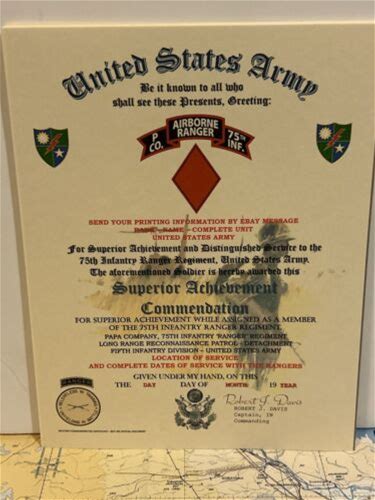 United States Army
Be it known to all who
shall see these Presents, Greeting:
P CO. AIRBORNE RANGER 75TH INF.
SEND YOUR PRINTING INFORMATION BY EBAY MESSAGE
RANK - NAME - COMPLETE UNIT
UNITED STATES ARMY
For Superior Achievement and Distinguished Service to the
75th Infantry Ranger Regiment, United States Army.
The aforementioned Soldier is hereby awarded this
Superior Achievement
Commendation
FOR SUPERIOR ACHIEVEMENT WHILE ASSIGNED AS A MEMBER
OF THE 75TH INFANTRY RANGER REGIMENT
PAPA COMPANY, 75TH INFANTRY 'RANGER' REGIMENT
LONG RANGE RECONNAISSANCE PATROL - DETACHMENT
FIFTH INFANTRY DIVISION - UNITED STATES ARMY
LOCATION OF SERVICE
AND COMPLETE DATES OF SERVICE WITH THE RANGERS
GIVEN UNDER MY HAND, ON THIS
THE DAY DAY OF MONTH 19 YEAR
RANGER
Robert J. Davis
ROBERT J. DAVIS
Captain, IN
Commanding